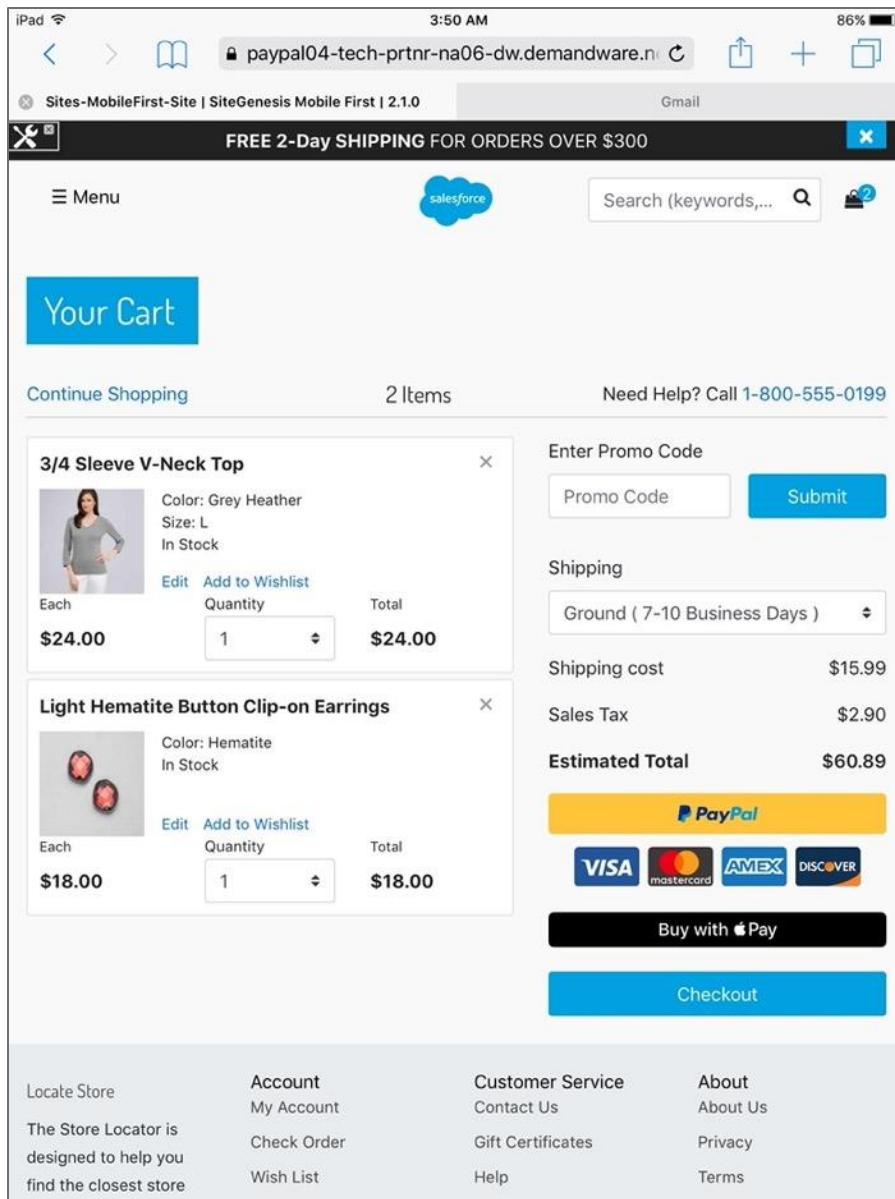 iPad 3:50 AM 86%
paypal04-tech-prtnr-na06-dw.demandware.n
Sites-MobileFirst-Site | SiteGenesis Mobile First | 2.1.0 Gmail
FREE 2-Day SHIPPING FOR ORDERS OVER $300
☰ Menu salesforce Search (keywords,... 2
Your Cart
Continue Shopping 2 Items Need Help? Call 1-800-555-0199
3/4 Sleeve V-Neck Top
Color: Grey Heather
Size: L
In Stock
Edit Add to Wishlist
Each Quantity Total
$24.00 1 $24.00
Light Hematite Button Clip-on Earrings
Color: Hematite
In Stock
Edit Add to Wishlist
Each Quantity Total
$18.00 1 $18.00
Enter Promo Code
Promo Code Submit
Shipping
Ground ( 7-10 Business Days )
Shipping cost $15.99
Sales Tax $2.90
Estimated Total $60.89
PayPal
VISA mastercard AMEX DISCOVER
Buy with Pay
Checkout
Locate Store
The Store Locator is
designed to help you
find the closest store
Account
My Account
Check Order
Wish List
Customer Service
Contact Us
Gift Certificates
Help
About
About Us
Privacy
Terms